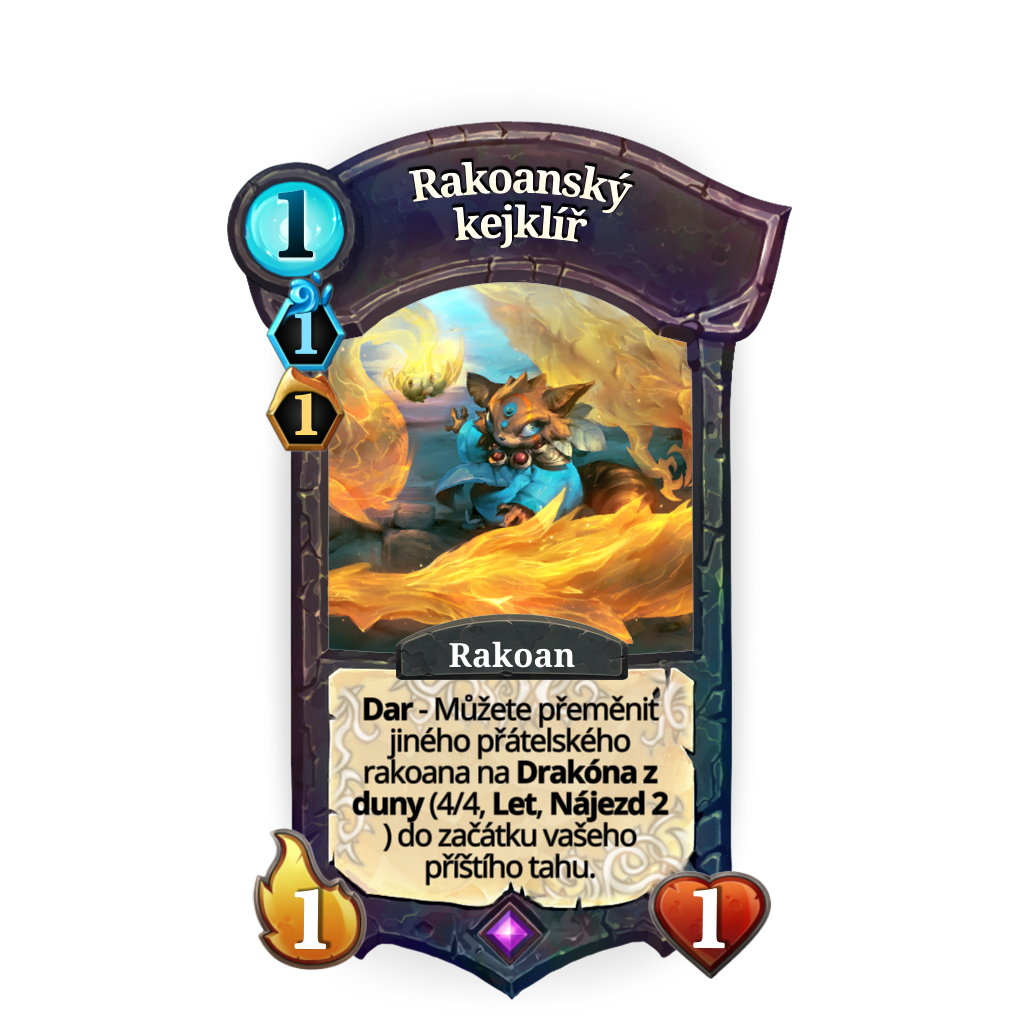 1
Rakoanský
kejklíř
1
1
Rakoan
Dar - Můžete přeměnit
jiného přátelského
rakoana na Drakóna z
duny (4/4, Let, Nájezd 2
) do začátku vašeho
příštího tahu.
1
1